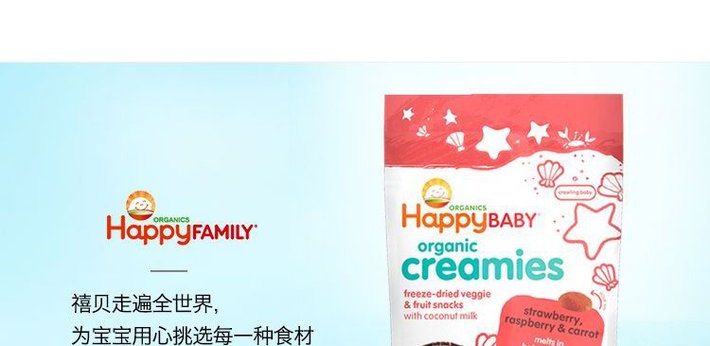 ORGANICS
HappyFAMILY
禧贝走遍全世界，
为宝宝用心挑选每一种食材
crawling baby
ORGANICS
HappyBABY
organic
creamies
freeze-dried veggie
& fruit snacks
with coconut milk
strawberry,
raspberry & carrot
melts in